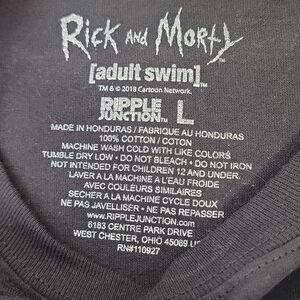 Rick And Morty
[adult swim]™
TM & © 2018 Cartoon Network.
RIPPLE
JUNCTION™ L
MADE IN HONDURAS / FABRIQUE AU HONDURAS
100% COTTON / COTON
MACHINE WASH COLD WITH LIKE COLORS
TUMBLE DRY LOW • DO NOT BLEACH • DO NOT IRON
NOT INTENDED FOR CHILDREN 12 AND UNDER.
LAVER A LA MACHINE A L'EAU FROIDE
AVEC COULEURS SIMILAIRES
SECHER A LA MACHINE CYCLE DOUX
NE PAS JAVELLISER • NE PAS REPASSER
www.RIPPLEJUNCTION.com
6183 CENTRE PARK DRIVE
WEST CHESTER, OHIO 45069
RN#110927